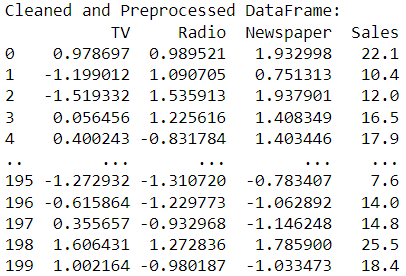 Cleaned and Preprocessed DataFrame:
TV Radio Newspaper Sales
0 0.978697 0.989521 1.932998 22.1
1 -1.199012 1.090705 0.751313 10.4
2 -1.519332 1.535913 1.937901 12.0
3 0.056456 1.225616 1.408349 16.5
4 0.400243 -0.831784 1.403446 17.9
.. ... ... ... ...
195 -1.272932 -1.310720 -0.783407 7.6
196 -0.615864 -1.229773 -1.062892 14.0
197 0.355657 -0.932968 -1.146248 14.8
198 1.606431 1.272836 1.785900 25.5
199 1.002164 -0.980187 -1.033473 18.4